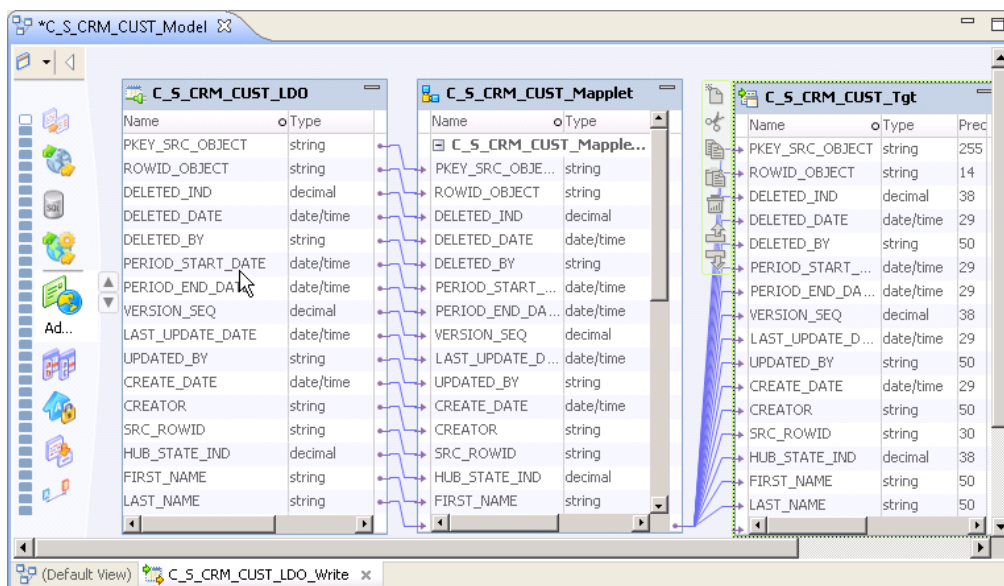 *C_S_CRM_CUST_Model
C_S_CRM_CUST_LDO
Name Type
PKEY_SRC_OBJECT string
ROWID_OBJECT string
DELETED_IND decimal
DELETED_DATE date/time
DELETED_BY string
PERIOD_START_DATE date/time
PERIOD_END_DATE date/time
VERSION_SEQ decimal
LAST_UPDATE_DATE date/time
UPDATED_BY string
CREATE_DATE date/time
CREATOR string
SRC_ROWID string
HUB_STATE_IND decimal
FIRST_NAME string
LAST_NAME string
C_S_CRM_CUST_Mapplet
Name Type
C_S_CRM_CUST_Mapple...
PKEY_SRC_OBJE... string
ROWID_OBJECT string
DELETED_IND decimal
DELETED_DATE date/time
DELETED_BY string
PERIOD_START_... date/time
PERIOD_END_DA... date/time
VERSION_SEQ decimal
LAST_UPDATE_D... date/time
UPDATED_BY string
CREATE_DATE date/time
CREATOR string
SRC_ROWID string
HUB_STATE_IND decimal
FIRST_NAME string
C_S_CRM_CUST_Tgt
Name Type Prec
PKEY_SRC_OBJECT string 255
ROWID_OBJECT string 14
DELETED_IND decimal 38
DELETED_DATE date/time 29
DELETED_BY string 50
PERIOD_START_... date/time 29
PERIOD_END_DA... date/time 29
VERSION_SEQ decimal 38
LAST_UPDATE_D... date/time 29
UPDATED_BY string 50
CREATE_DATE date/time 29
CREATOR string 50
SRC_ROWID string 30
HUB_STATE_IND decimal 38
FIRST_NAME string 50
LAST_NAME string 50
SQL
Ad...
(Default View) C_S_CRM_CUST_LDO_Write